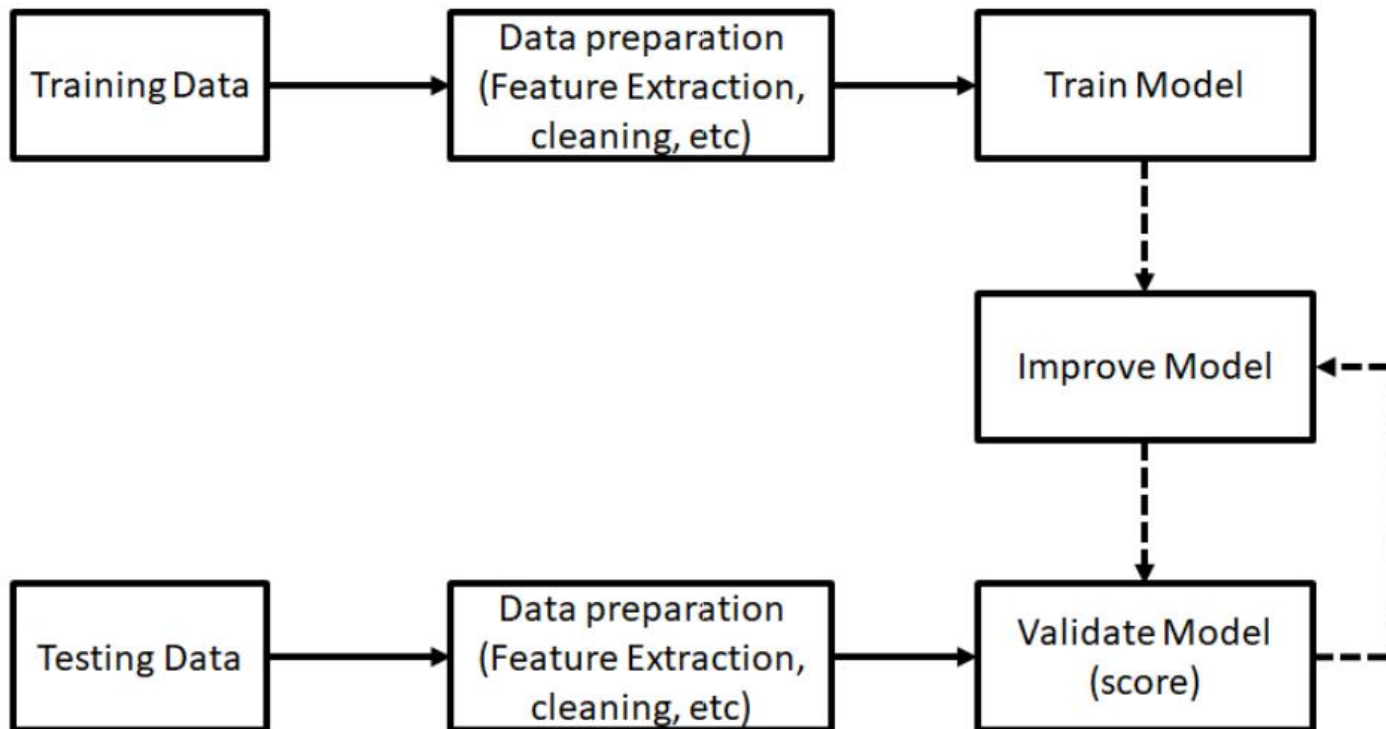 Training Data
Data preparation
(Feature Extraction,
cleaning, etc)
Train Model
Improve Model
Testing Data
Data preparation
(Feature Extraction,
cleaning, etc)
Validate Model
(score)